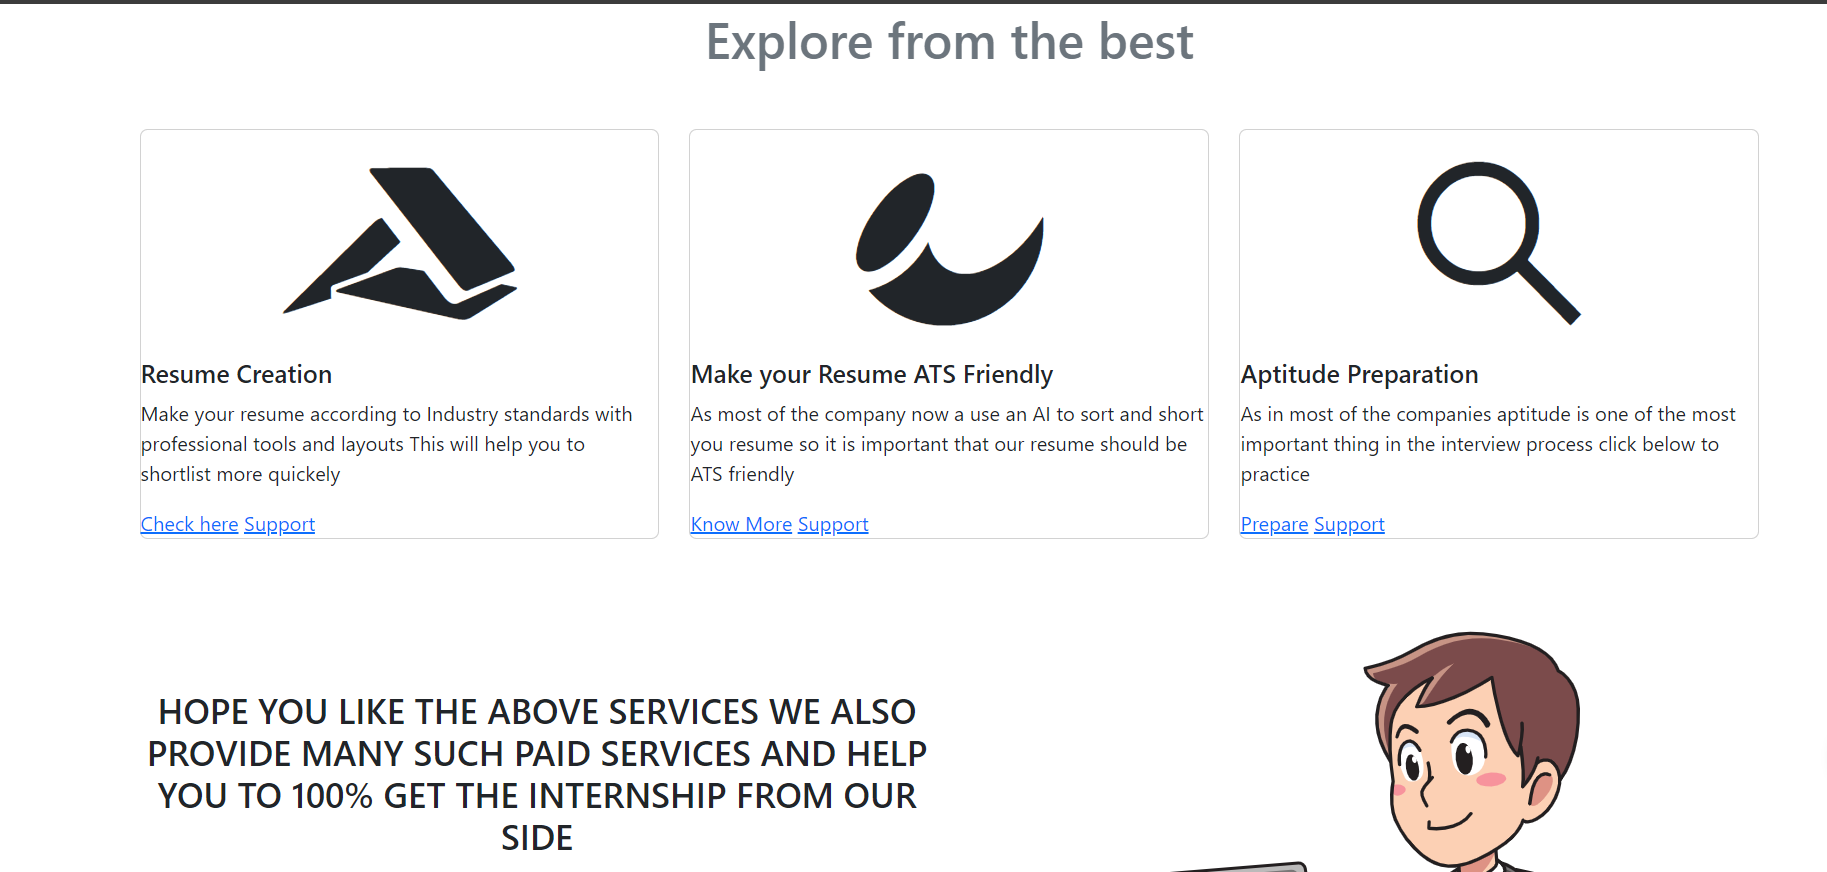 Explore from the best
Resume Creation
Make your resume according to Industry standards with
professional tools and layouts This will help you to
shortlist more quickely
Check here Support
Make your Resume ATS Friendly
As most of the company now a use an AI to sort and short
you resume so it is important that our resume should be
ATS friendly
Know More Support
Aptitude Preparation
As in most of the companies aptitude is one of the most
important thing in the interview process click below to
practice
Prepare Support
HOPE YOU LIKE THE ABOVE SERVICES WE ALSO
PROVIDE MANY SUCH PAID SERVICES AND HELP
YOU TO 100% GET THE INTERNSHIP FROM OUR
SIDE